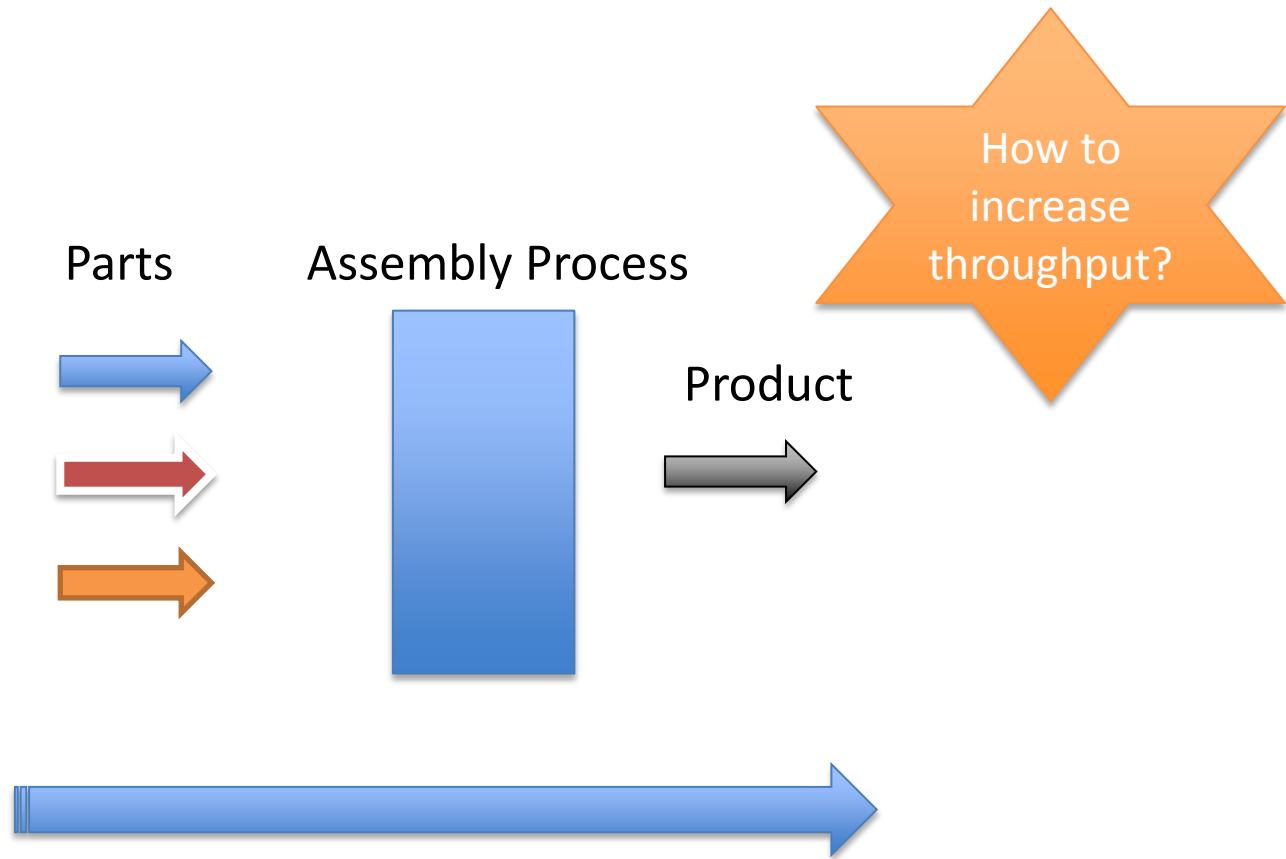 How to
increase
throughput?
Parts
Assembly Process
Product